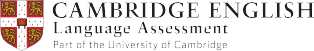 CAMBRIDGE ENGLISH
Language Assessment
Part of the University of Cambridge